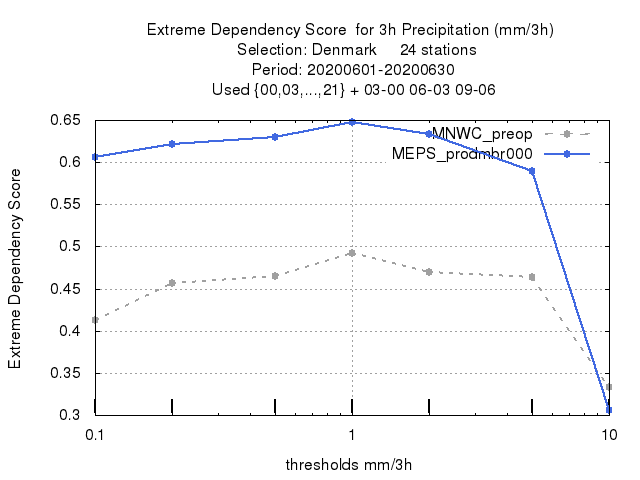 Extreme Dependency Score  for 3h Precipitation (mm/3h)
Selection: Denmark     24 stations
Period: 20200601-20200630
Used {00,03,...,21} + 03-00 06-03 09-06
Extreme Dependency Score
0.65
0.6
0.55
0.5
0.45
0.4
0.35
0.3
MNWC_preop
MEPS_prodmbr000
0.1
1
10
thresholds mm/3h